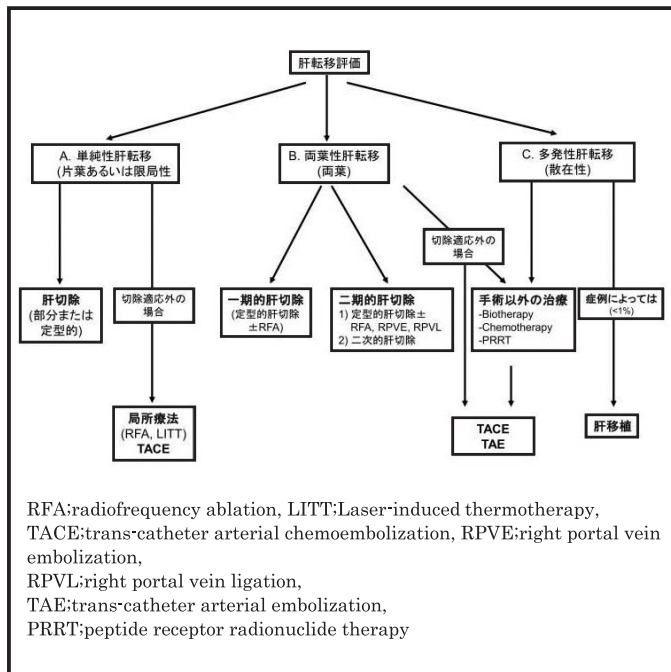 肝転移評価
A. 単純性肝転移
(片葉あるいは限局性
B. 両葉性肝転移
(両葉)
C. 多発性肝転移
(散在性)
切除適応外の
場合
肝切除
(部分または
定型的)
切除適応外の
場合
一期的肝切除
(定型的肝切除
±RFA)
二期的肝切除
1) 定型的肝切除±
RFA, RPVE, RPVL
2) 二次的肝切除
手術以外の治療
-Biotherapy
-Chemotherapy
-PRRT
症例によっては
(<1%)
局所療法
(RFA, LITT)
TACE
TACE
TAE
肝移植
RFA;radiofrequency ablation, LITT;Laser-induced thermotherapy,
TACE;trans-catheter arterial chemoembolization, RPVE;right portal vein
embolization,
RPVL;right portal vein ligation,
TAE;trans-catheter arterial embolization,
PRRT;peptide receptor radionuclide therapy